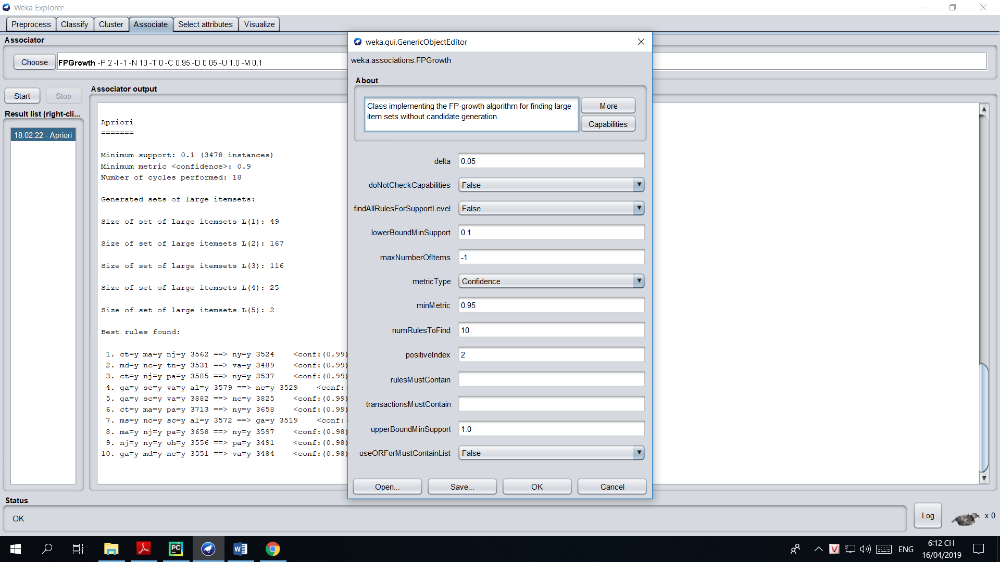 Weka Explorer
Preprocess Classify Cluster Associate Select attributes Visualize
Associator
Choose FPGrowth -P 2 -I -1 -N 10 -T 0 -C 0.95 -D 0.05 -U 1.0 -M 0.1
Start Stop
Result list (right-cli...
18:02:22 - Apriori
Associator output
Apriori
=======
Minimum support: 0.1 (3478 instances)
Minimum metric <confidence>: 0.9
Number of cycles performed: 18
Generated sets of large itemsets:
Size of set of large itemsets L(1): 49
Size of set of large itemsets L(2): 167
Size of set of large itemsets L(3): 116
Size of set of large itemsets L(4): 25
Size of set of large itemsets L(5): 2
Best rules found:
1. ct=y ma=y nj=y 3562 ==> ny=y 3524 <conf:(0.99)
2. md=y nc=y tn=y 3531 ==> va=y 3489 <conf:(0.99)
3. ct=y nj=y pa=y 3585 ==> ny=y 3537 <conf:(0.99)
4. ga=y sc=y va=y al=y 3579 ==> nc=y 3529 <conf:(
5. ga=y sc=y va=y 3882 ==> nc=y 3825 <conf:(0.99)
6. ct=y ma=y pa=y 3713 ==> ny=y 3658 <conf:(0.99)
7. ms=y nc=y sc=y al=y 3572 ==> ga=y 3519 <conf:(
8. ma=y nj=y pa=y 3658 ==> ny=y 3597 <conf:(0.98)
9. nj=y ny=y oh=y 3556 ==> pa=y 3491 <conf:(0.98)
10. ga=y md=y nc=y 3551 ==> va=y 3484 <conf:(0.98)
weka.gui.GenericObjectEditor
weka.associations.FPGrowth
About
Class implementing the FP-growth algorithm for finding large
item sets without candidate generation.
More
Capabilities
delta 0.05
doNotCheckCapabilities False
findAllRulesForSupportLevel False
lowerBoundMinSupport 0.1
maxNumberOfItems -1
metricType Confidence
minMetric 0.95
numRulesToFind 10
positiveIndex 2
rulesMustContain
transactionsMustContain
upperBoundMinSupport 1.0
useORForMustContainList False
Open... Save... OK Cancel
Status
OK
Log
x 0
PC
V
ENG
6:12 CH
16/04/2019